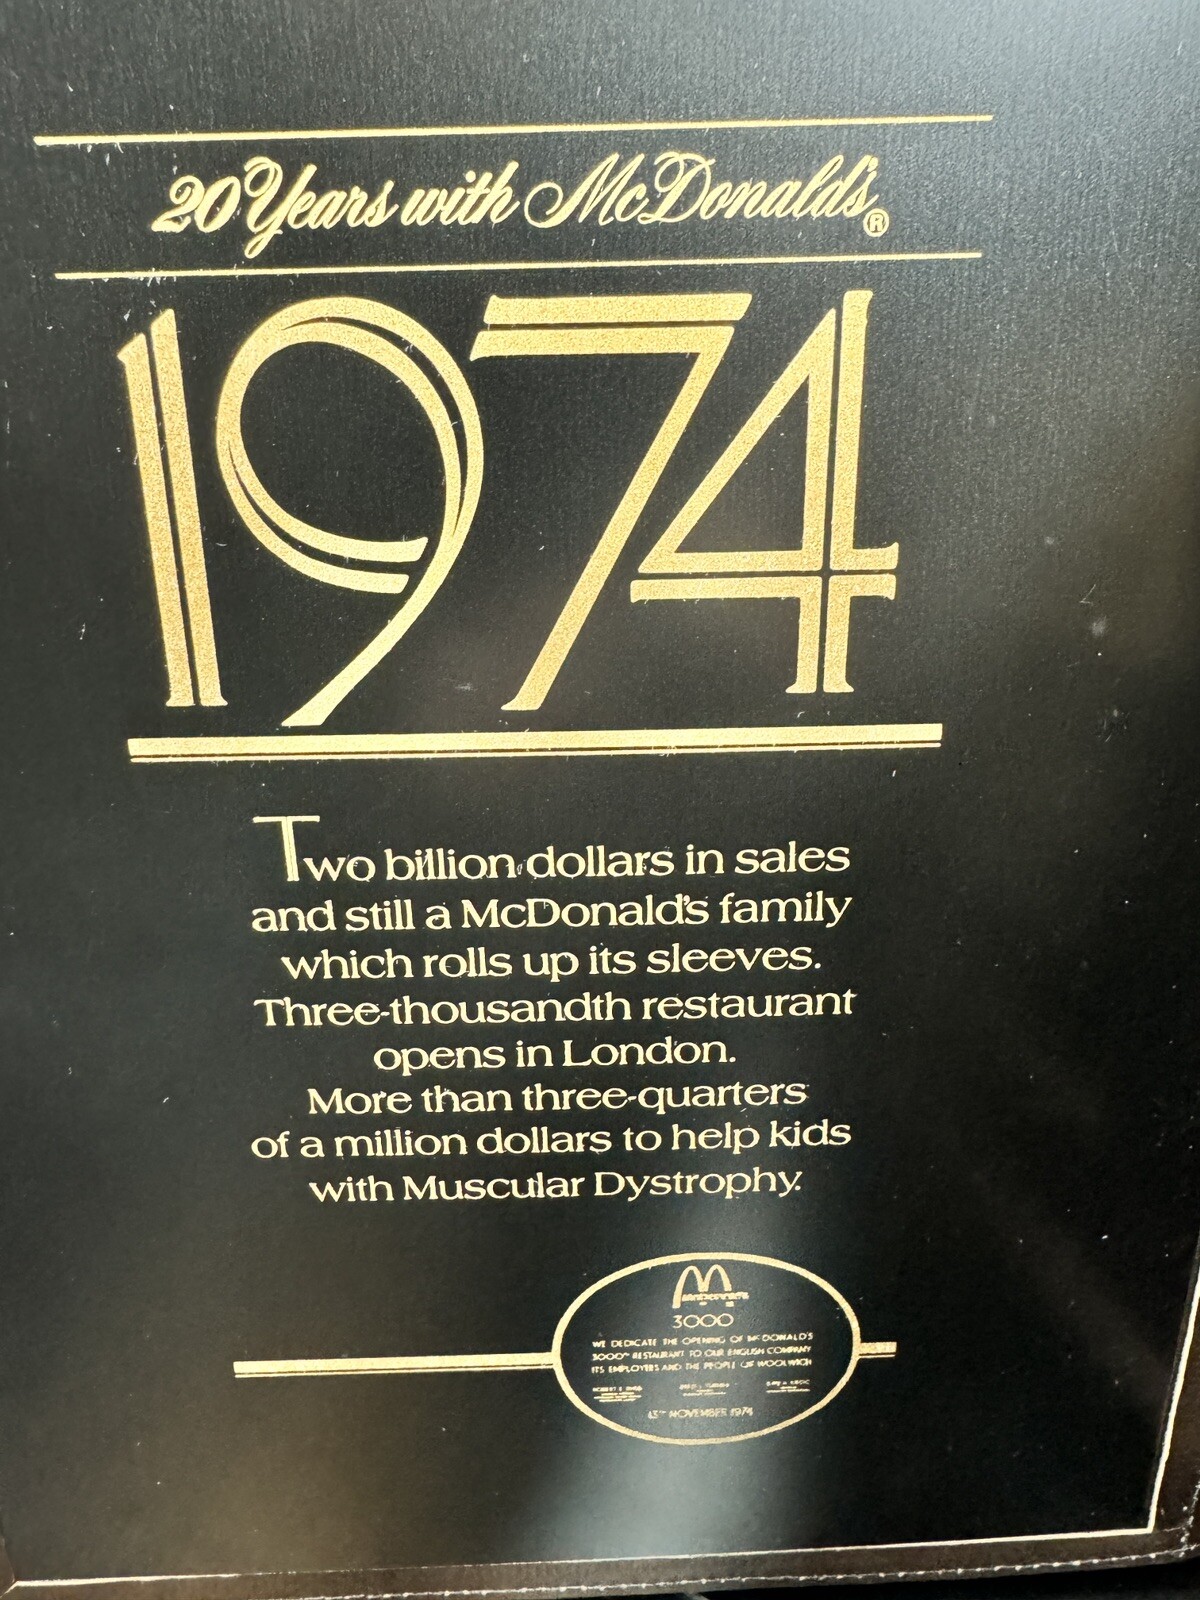 20 Years with McDonald's®
1974
Two billion dollars in sales
and still a McDonald's family
which rolls up its sleeves.
Three-thousandth restaurant
opens in London.
More than three-quarters
of a million dollars to help kids
with Muscular Dystrophy.
McDonald's
3000
WE DEDICATE THE OPENING OF McDONALD'S
3000TH RESTAURANT TO OUR ENGLISH COMPANY
ITS EMPLOYEES AND THE PEOPLE OF WOOLWICH
NOVEMBER 1974